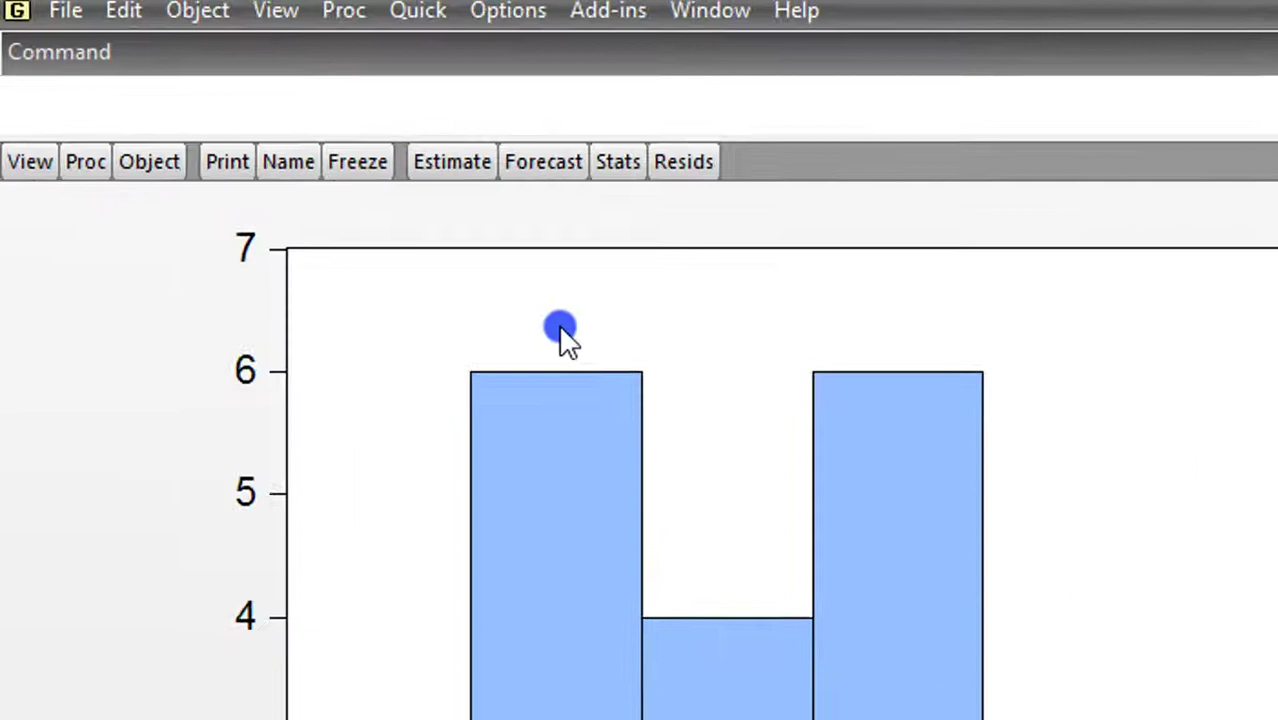 G File Edit Object View Proc Quick Options Add-ins Window Help
Command
View Proc Object Print Name Freeze Estimate Forecast Stats Resids
7
6
5
4